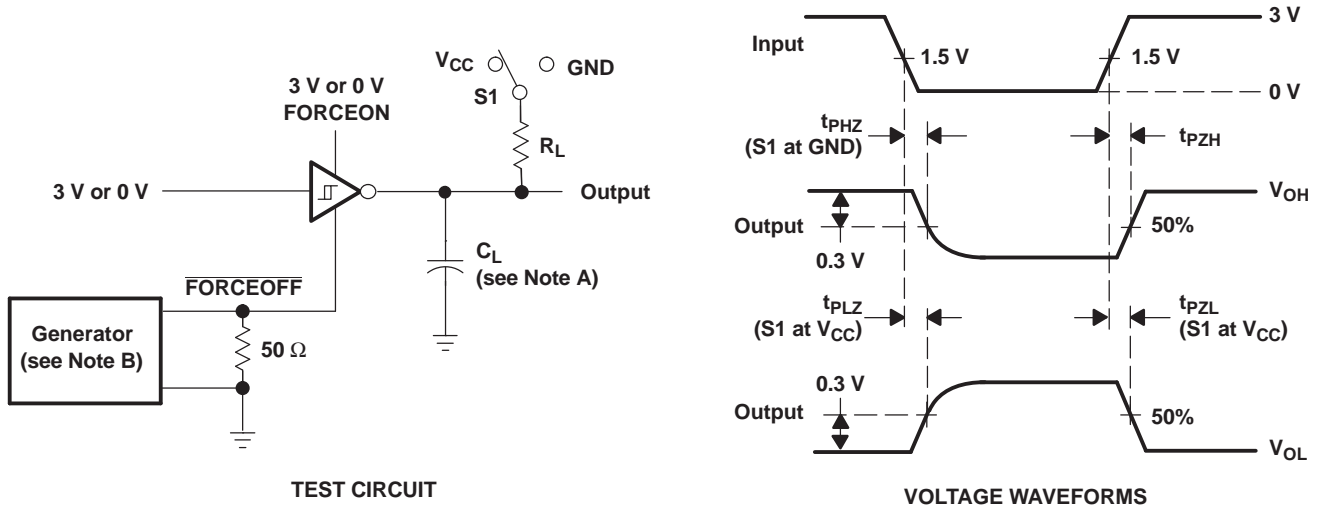 3 V or 0 V
FORCEON
VCC
GND
S1
RL
3 V or 0 V
Output
CL
(see Note A)
FORCEOFF
Generator
(see Note B)
50 Ω
TEST CIRCUIT
Input
3 V
1.5 V
1.5 V
0 V
tPHZ
(S1 at GND)
tPZH
VOH
Output
50%
0.3 V
tPLZ
(S1 at VCC)
tPZL
(S1 at VCC)
0.3 V
Output
50%
VOL
VOLTAGE WAVEFORMS